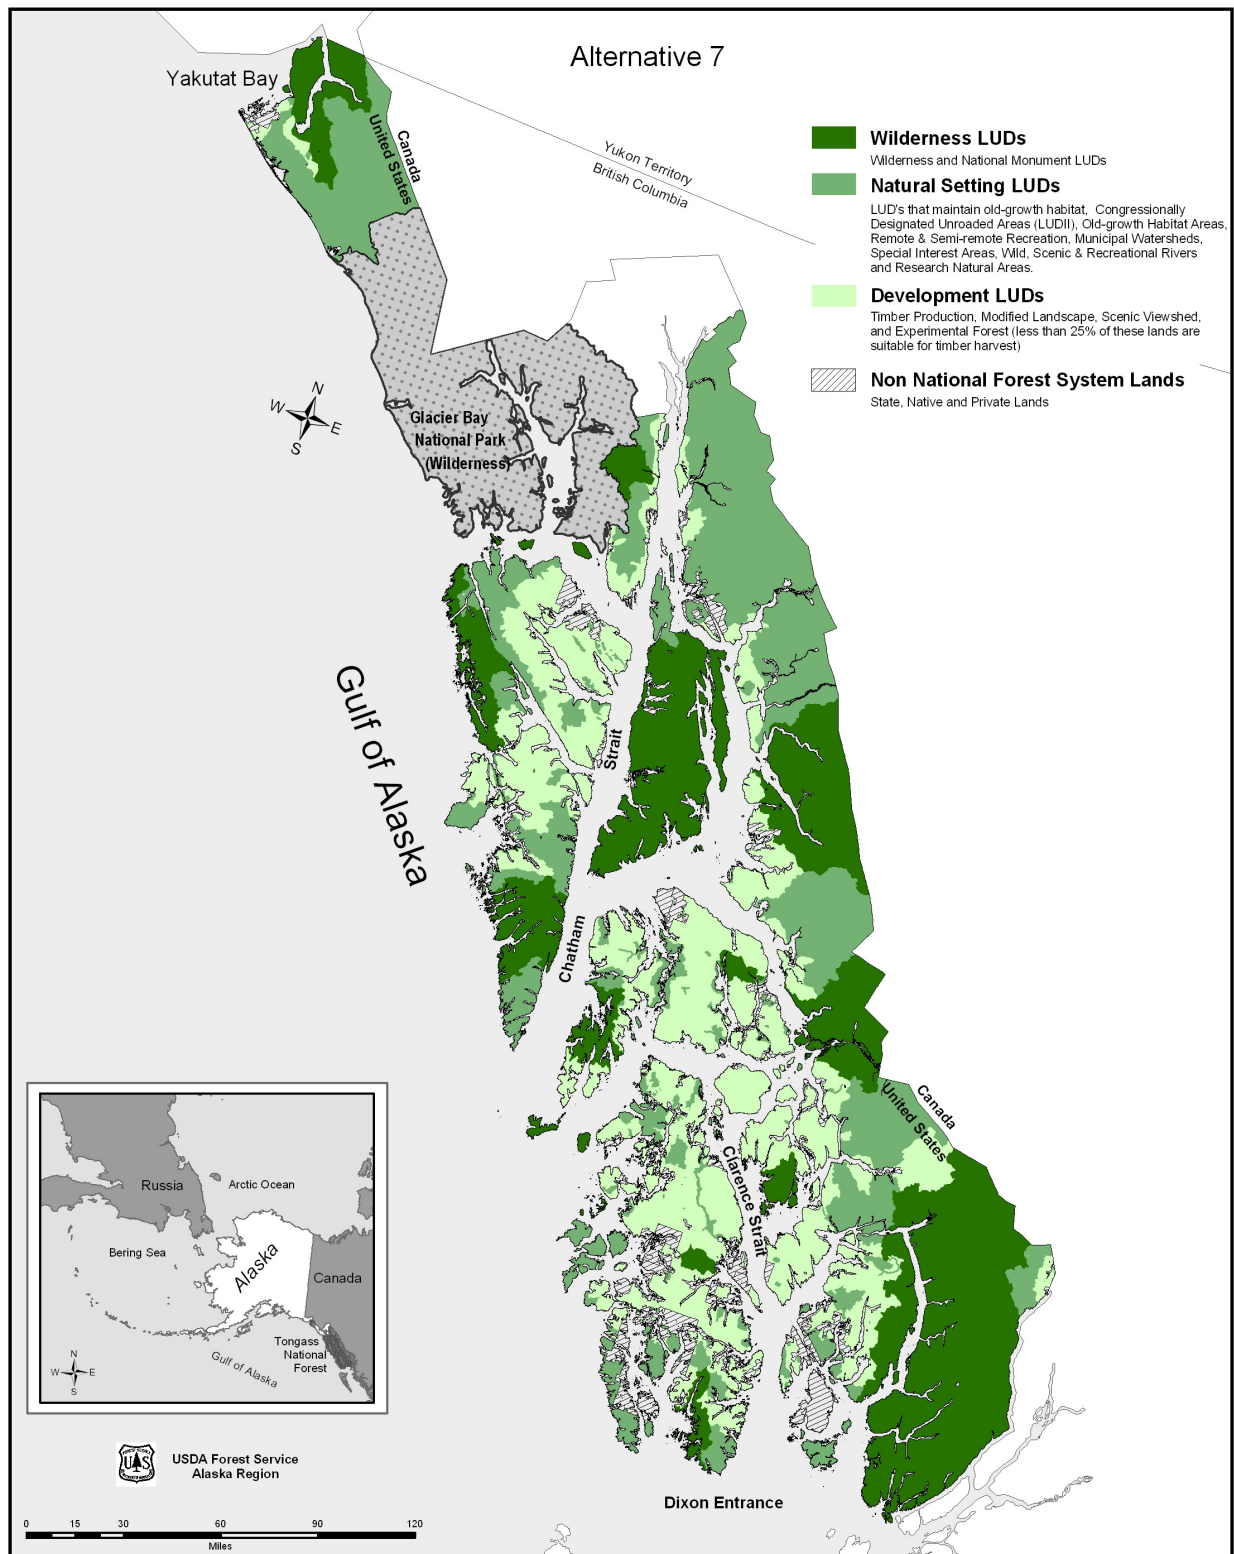 Alternative 7
Yakutat Bay
Canada
United States
Yukon Territory
British Columbia
Wilderness LUDs
Wilderness and National Monument LUDs
Natural Setting LUDs
LUD's that maintain old-growth habitat, Congressionally
Designated Unroaded Areas (LUDII), Old-growth Habitat Areas,
Remote & Semi-remote Recreation, Municipal Watersheds,
Special Interest Areas, Wild, Scenic & Recreational Rivers
and Research Natural Areas.
Development LUDs
Timber Production, Modified Landscape, Scenic Viewshed,
and Experimental Forest (less than 25% of these lands are
suitable for timber harvest)
Non National Forest System Lands
State, Native and Private Lands
N
W
E
S
Glacier Bay
National Park
(Wilderness)
Gulf of Alaska
Strait
Chatham
Canada
United States
Clarence Strait
Russia
Arctic Ocean
Bering Sea
Alaska
Canada
Tongass
National
Forest
Gulf of Alaska
N
W
E
S
U S
USDA Forest Service
Alaska Region
Dixon Entrance
0 15 30 60 90 120
Miles